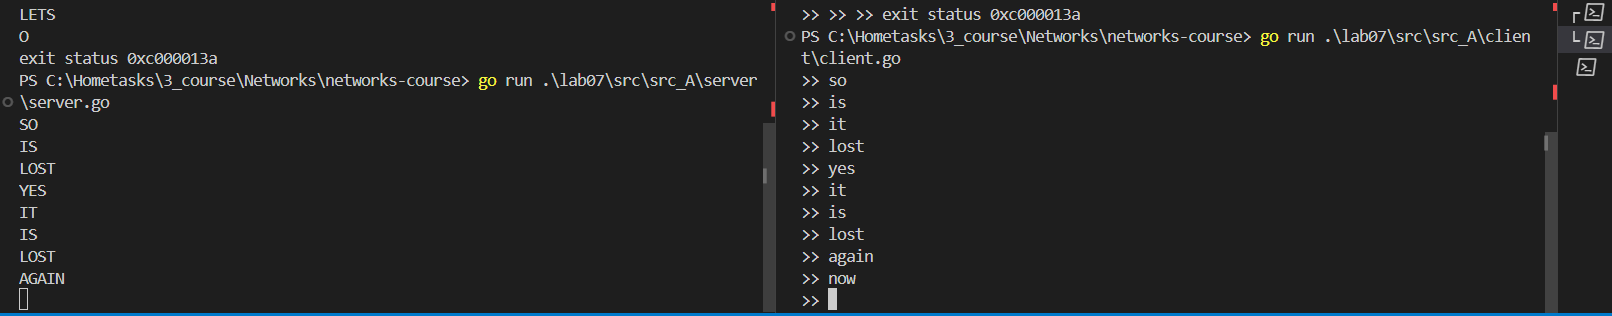 LETS
O
exit status 0xc000013a
PS C:\Hometasks\3_course\Networks\networks-course> go run .\lab07\src\src_A\server
\server.go
SO
IS
LOST
YES
IT
IS
LOST
AGAIN
>> >> >> exit status 0xc000013a
PS C:\Hometasks\3_course\Networks\networks-course> go run .\lab07\src\src_A\clien
t\client.go
>> so
>> is
>> it
>> lost
>> yes
>> it
>> is
>> lost
>> again
>> now
>>